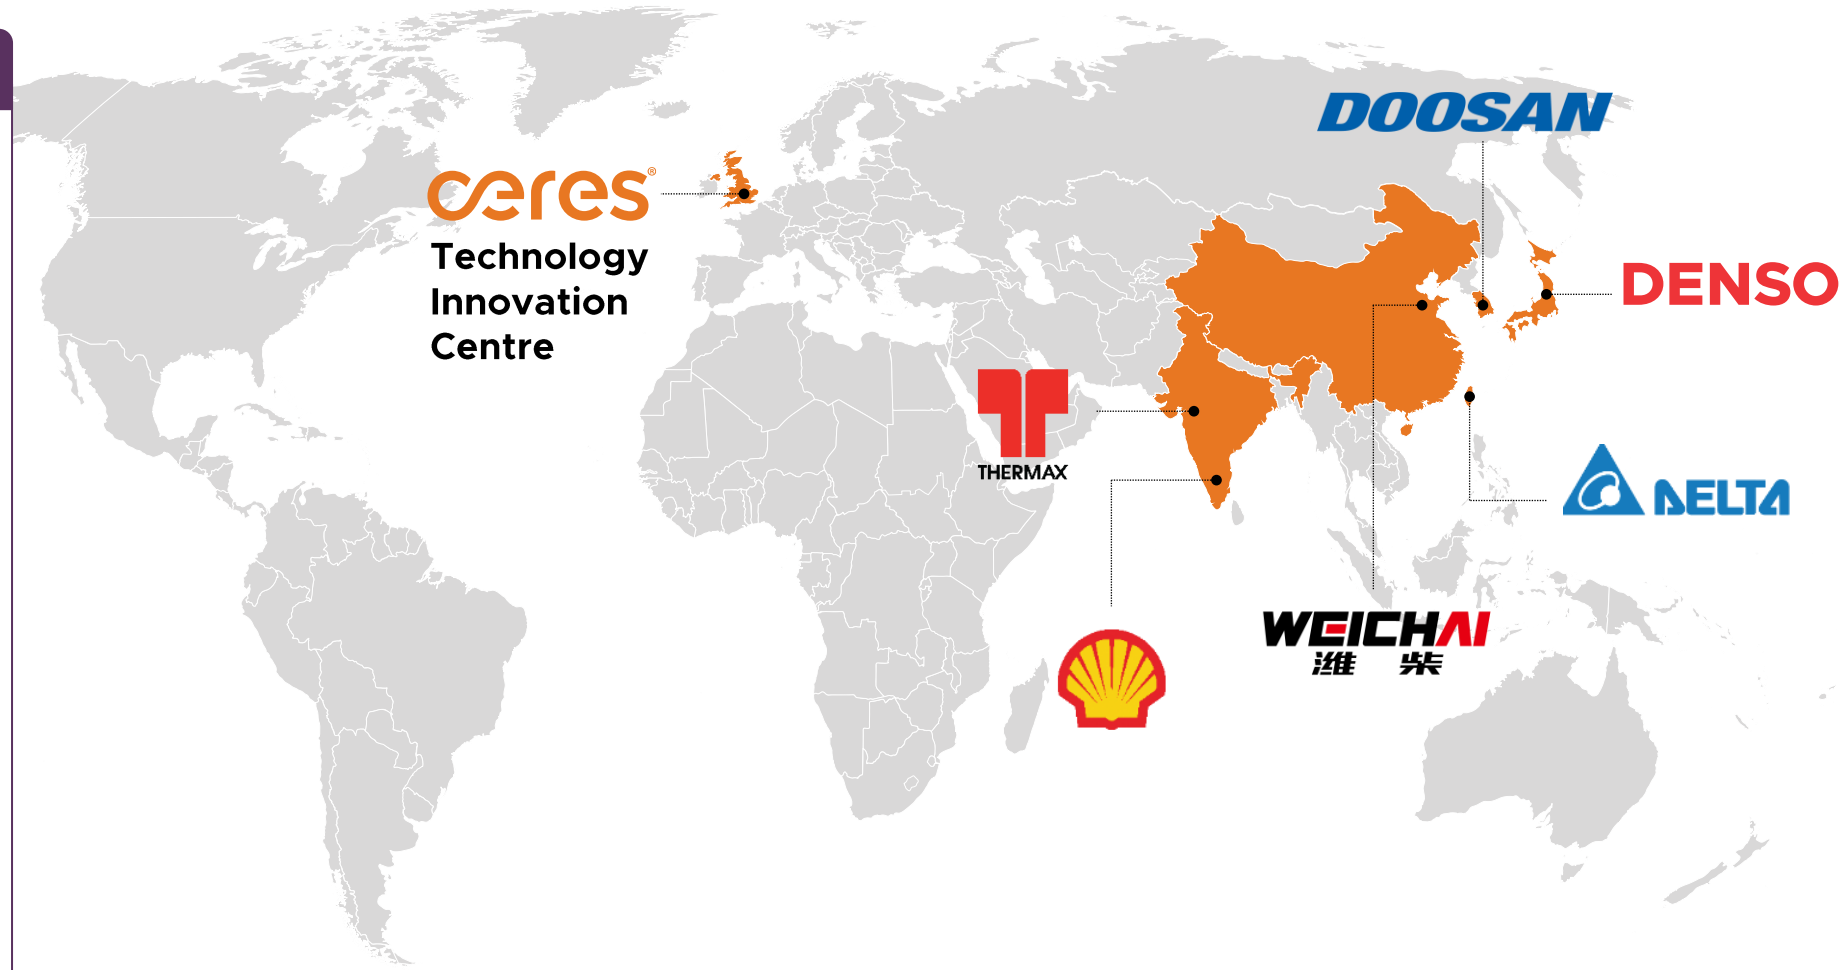 DOOSAN
ceres®
Technology
Innovation
Centre
DENSO
THERMAX
DELTA
WEICHAI
潍柴